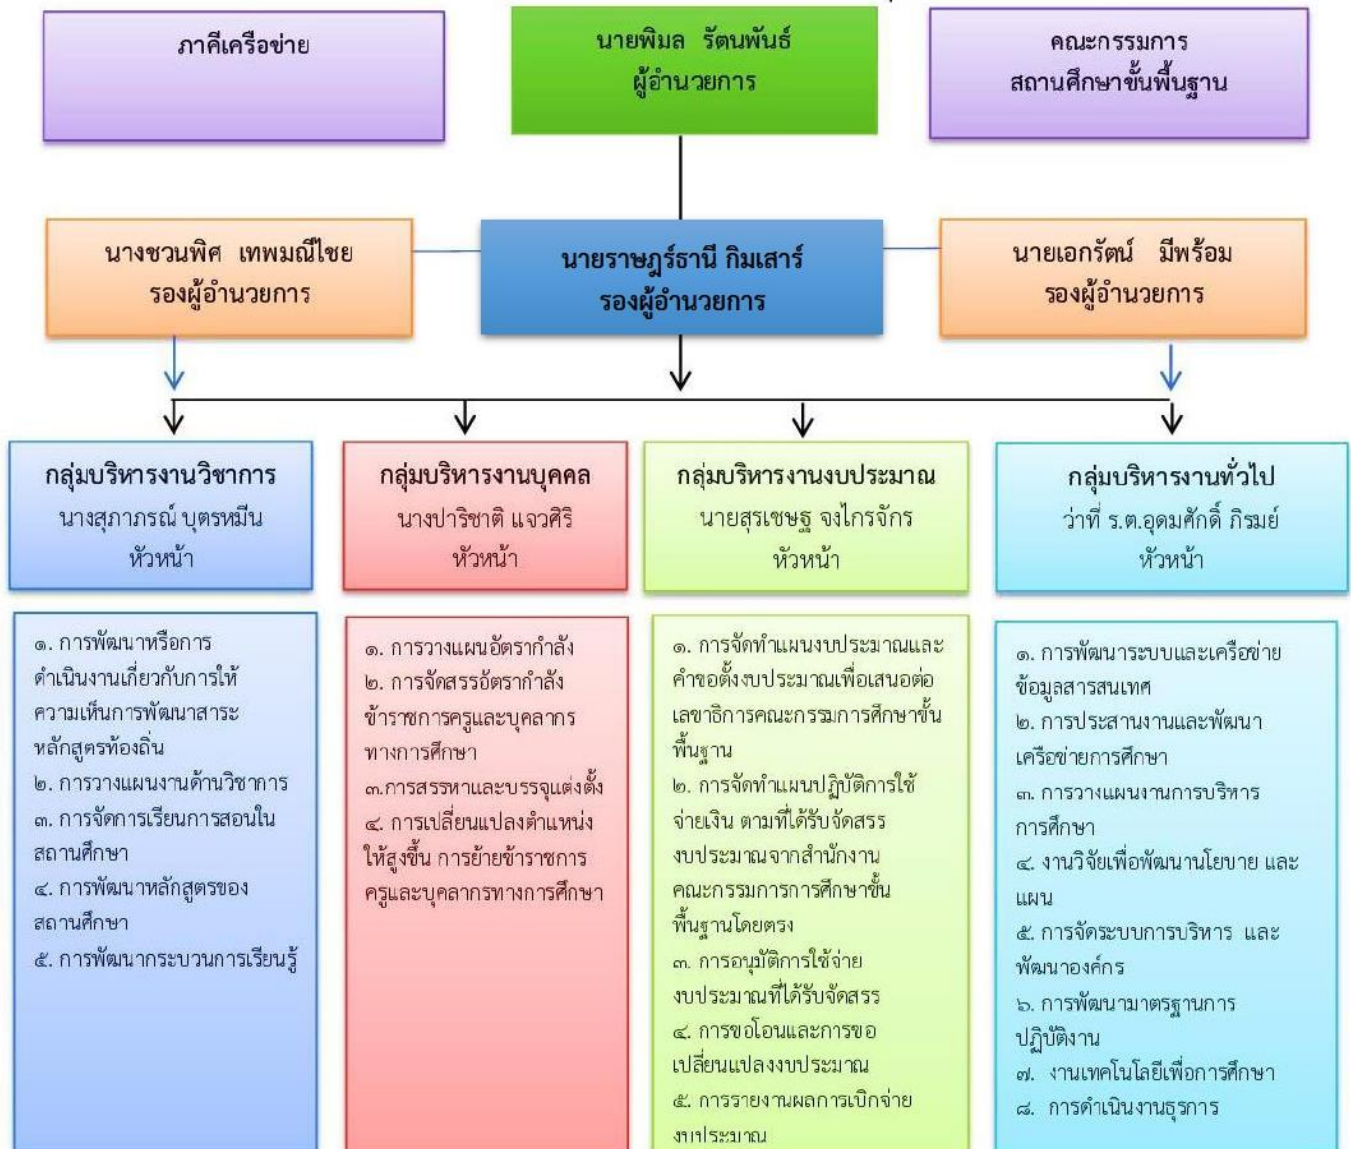 ภาคีเครือข่าย
นายพิมล รัตนพันธ์
ผู้อำนวยการ
คณะกรรมการ
สถานศึกษาขั้นพื้นฐาน
นางชวนพิศ เทพมณีไชย
รองผู้อำนวยการ
นายราษฎร์ธานี กิมเสาร์
รองผู้อำนวยการ
นายเอกรัตน์ มีพร้อม
รองผู้อำนวยการ
กลุ่มบริหารงานวิชาการ
นางสุภาภรณ์ บุตรหมีน
หัวหน้า
กลุ่มบริหารงานบุคคล
นางปาริชาติ แจวศิริ
หัวหน้า
กลุ่มบริหารงานงบประมาณ
นายสุรเชษฐ จงไกรจักร
หัวหน้า
กลุ่มบริหารงานทั่วไป
ว่าที่ ร.ต.อุดมศักดิ์ ภิรมย์
หัวหน้า
๑. การพัฒนาหรือการ
ดำเนินงานเกี่ยวกับการให้
ความเห็นการพัฒนาสาระ
หลักสูตรท้องถิ่น
๒. การวางแผนงานด้านวิชาการ
๓. การจัดการเรียนการสอนใน
สถานศึกษา
๔. การพัฒนาหลักสูตรของ
สถานศึกษา
๕. การพัฒนากระบวนการเรียนรู้
๑. การวางแผนอัตรากำลัง
๒. การจัดสรรอัตรากำลัง
ข้าราชการครูและบุคลากร
ทางการศึกษา
๓.การสรรหาและบรรจุแต่งตั้ง
๔. การเปลี่ยนแปลงตำแหน่ง
ให้สูงขึ้น การย้ายข้าราชการ
ครูและบุคลากรทางการศึกษา
๑. การจัดทำแผนงบประมาณและ
คำขอตั้งงบประมาณเพื่อเสนอต่อ
เลขาธิการคณะกรรมการศึกษาขั้น
พื้นฐาน
๒. การจัดทำแผนปฏิบัติการใช้
จ่ายเงิน ตามที่ได้รับจัดสรร
งบประมาณจากสำนักงาน
คณะกรรมการการศึกษาขั้น
พื้นฐานโดยตรง
๓. การอนุมัติการใช้จ่าย
งบประมาณที่ได้รับจัดสรร
๔. การขอโอนและการขอ
เปลี่ยนแปลงงบประมาณ
๕. การรายงานผลการเบิกจ่าย
งบประมาณ
๑. การพัฒนาระบบและเครือข่าย
ข้อมูลสารสนเทศ
๒. การประสานงานและพัฒนา
เครือข่ายการศึกษา
๓. การวางแผนงานการบริหาร
การศึกษา
๔. งานวิจัยเพื่อพัฒนานโยบาย และ
แผน
๕. การจัดระบบการบริหาร และ
พัฒนาองค์กร
๖. การพัฒนามาตรฐานการ
ปฏิบัติงาน
๗. งานเทคโนโลยีเพื่อการศึกษา
๘. การดำเนินงานธุรการ